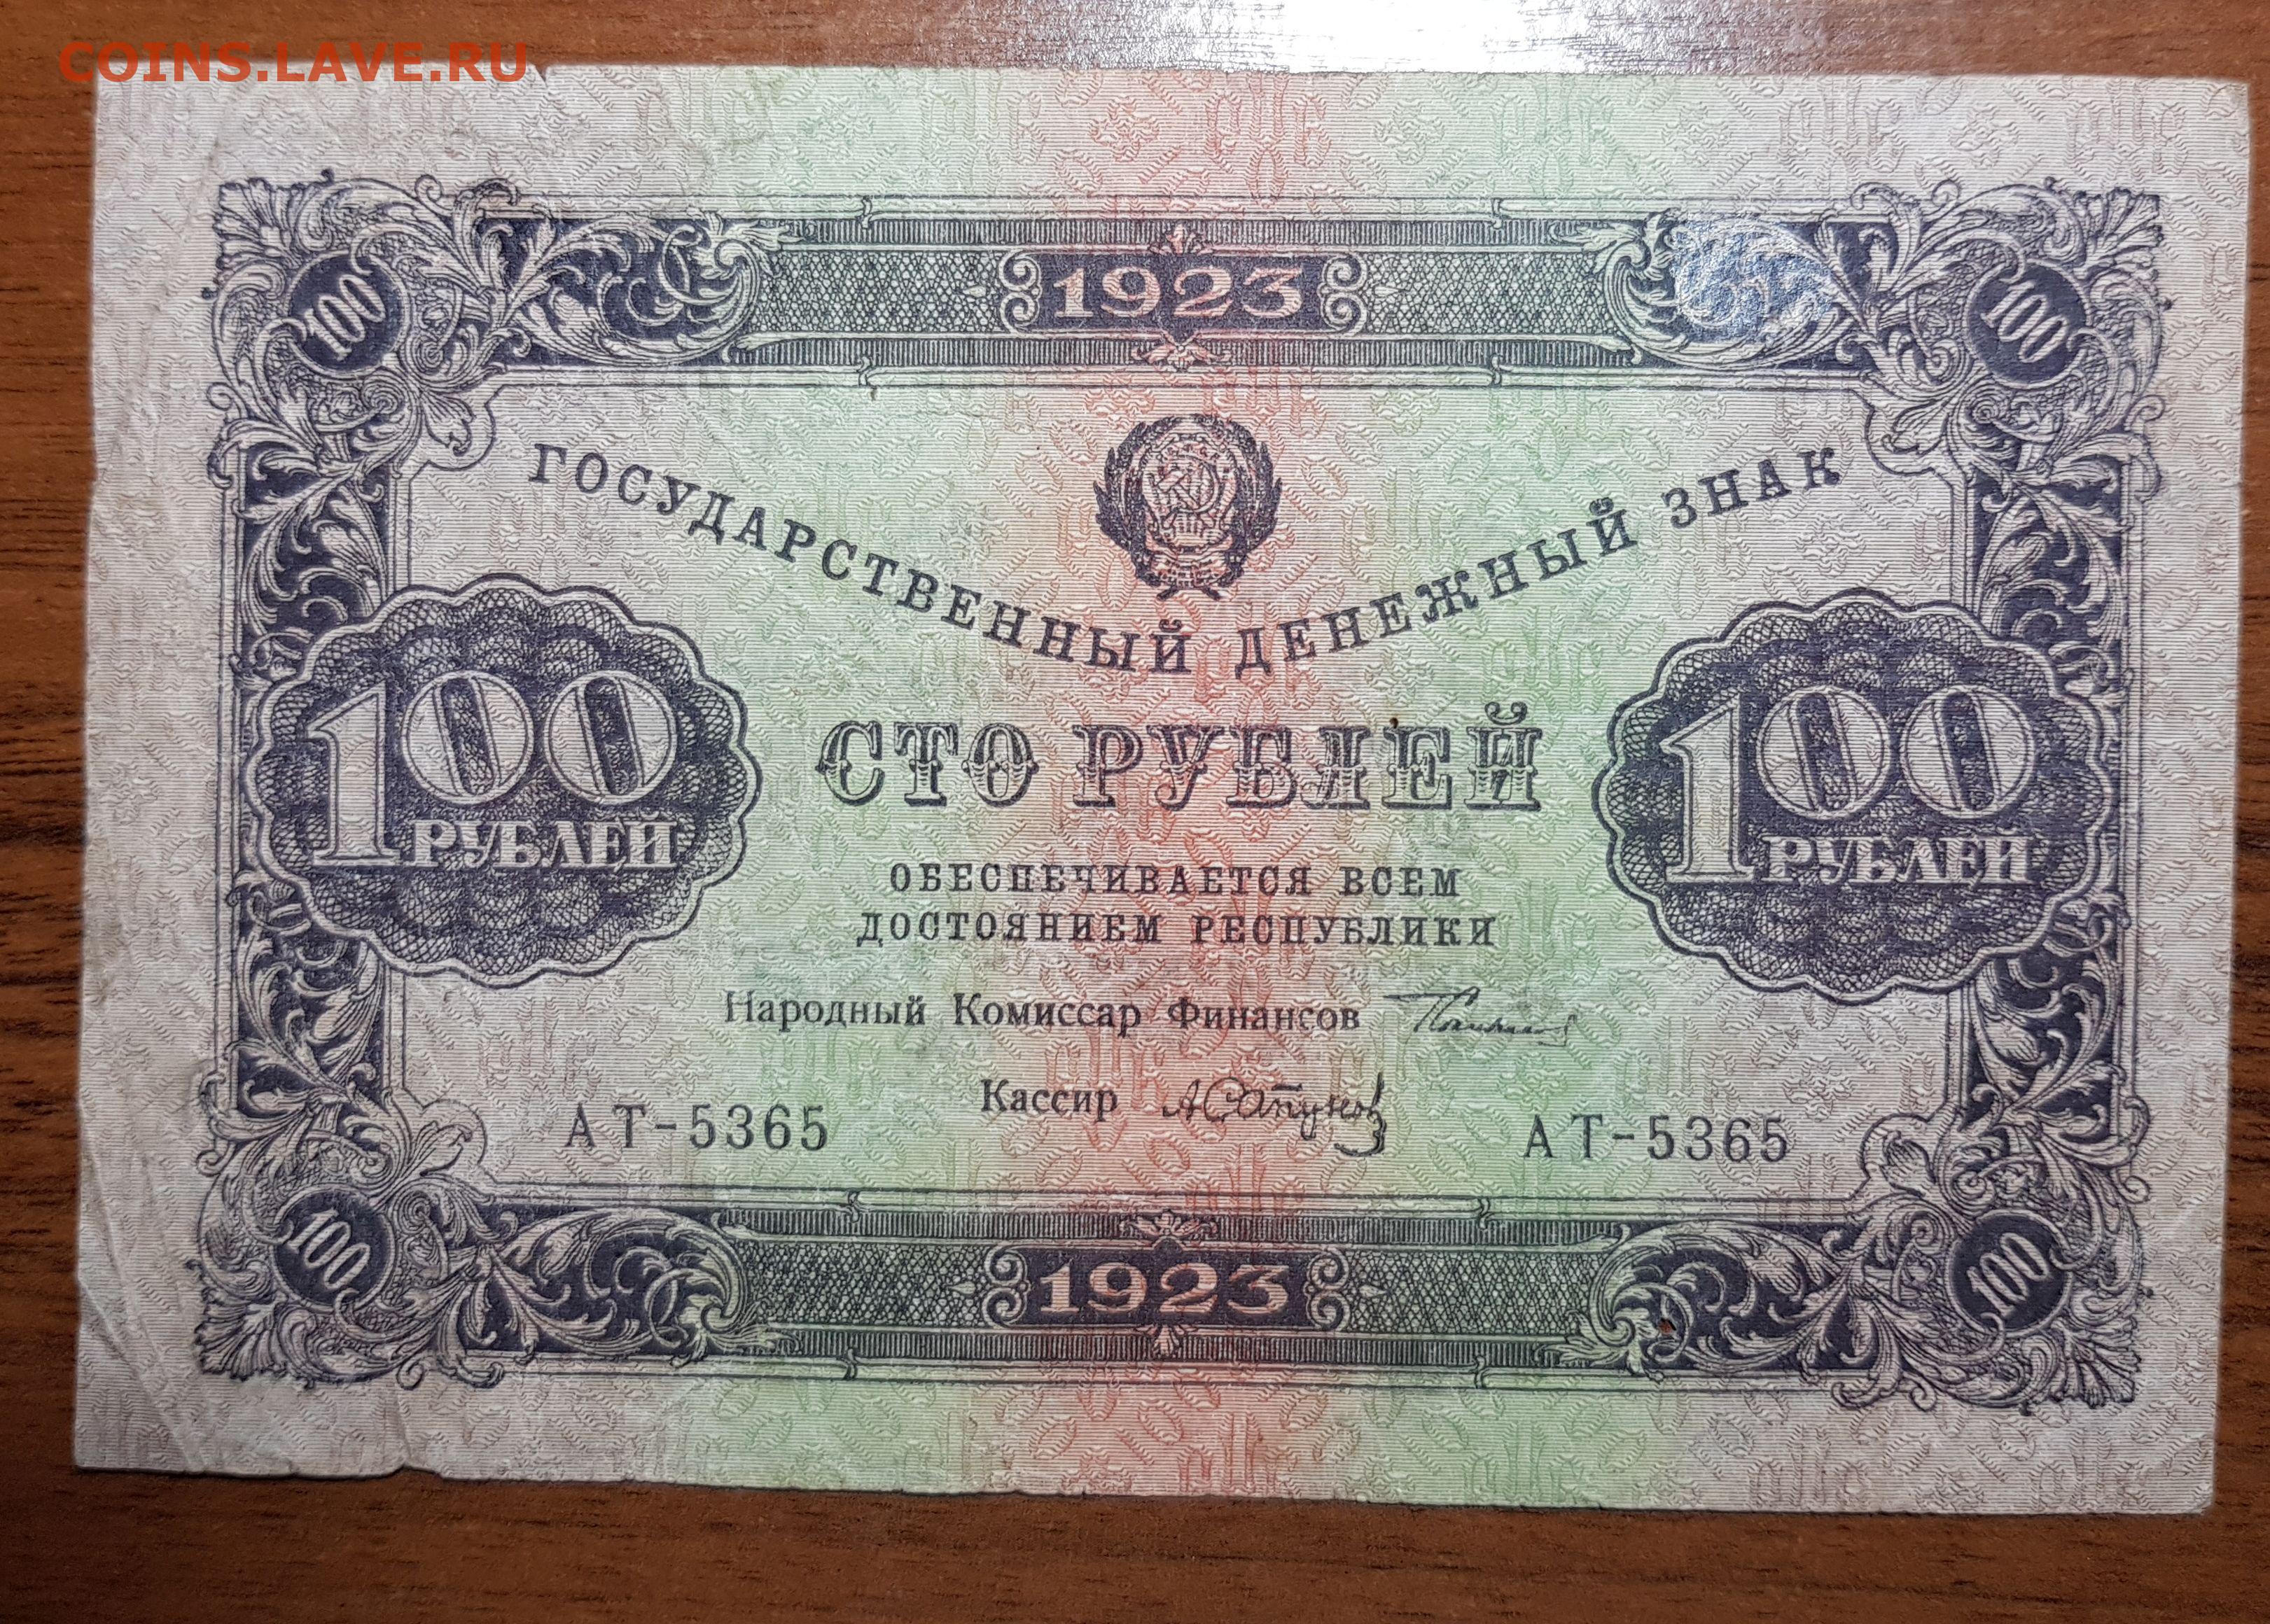 COINS.LAVE.RU
1923
100 100
ГОСУДАРСТВЕННЫЙ ДЕНЕЖНЫЙ ЗНАК
СТО РУБЛЕЙ
100 РУБЛЕЙ
100 РУБЛЕЙ
ОБЕСПЕЧИВАЕТСЯ ВСЕМ
ДОСТОЯНИЕМ РЕСПУБЛИКИ
Народный Комиссар Финансов
Кассир
АТ-5365 АТ-5365
100 100
1923